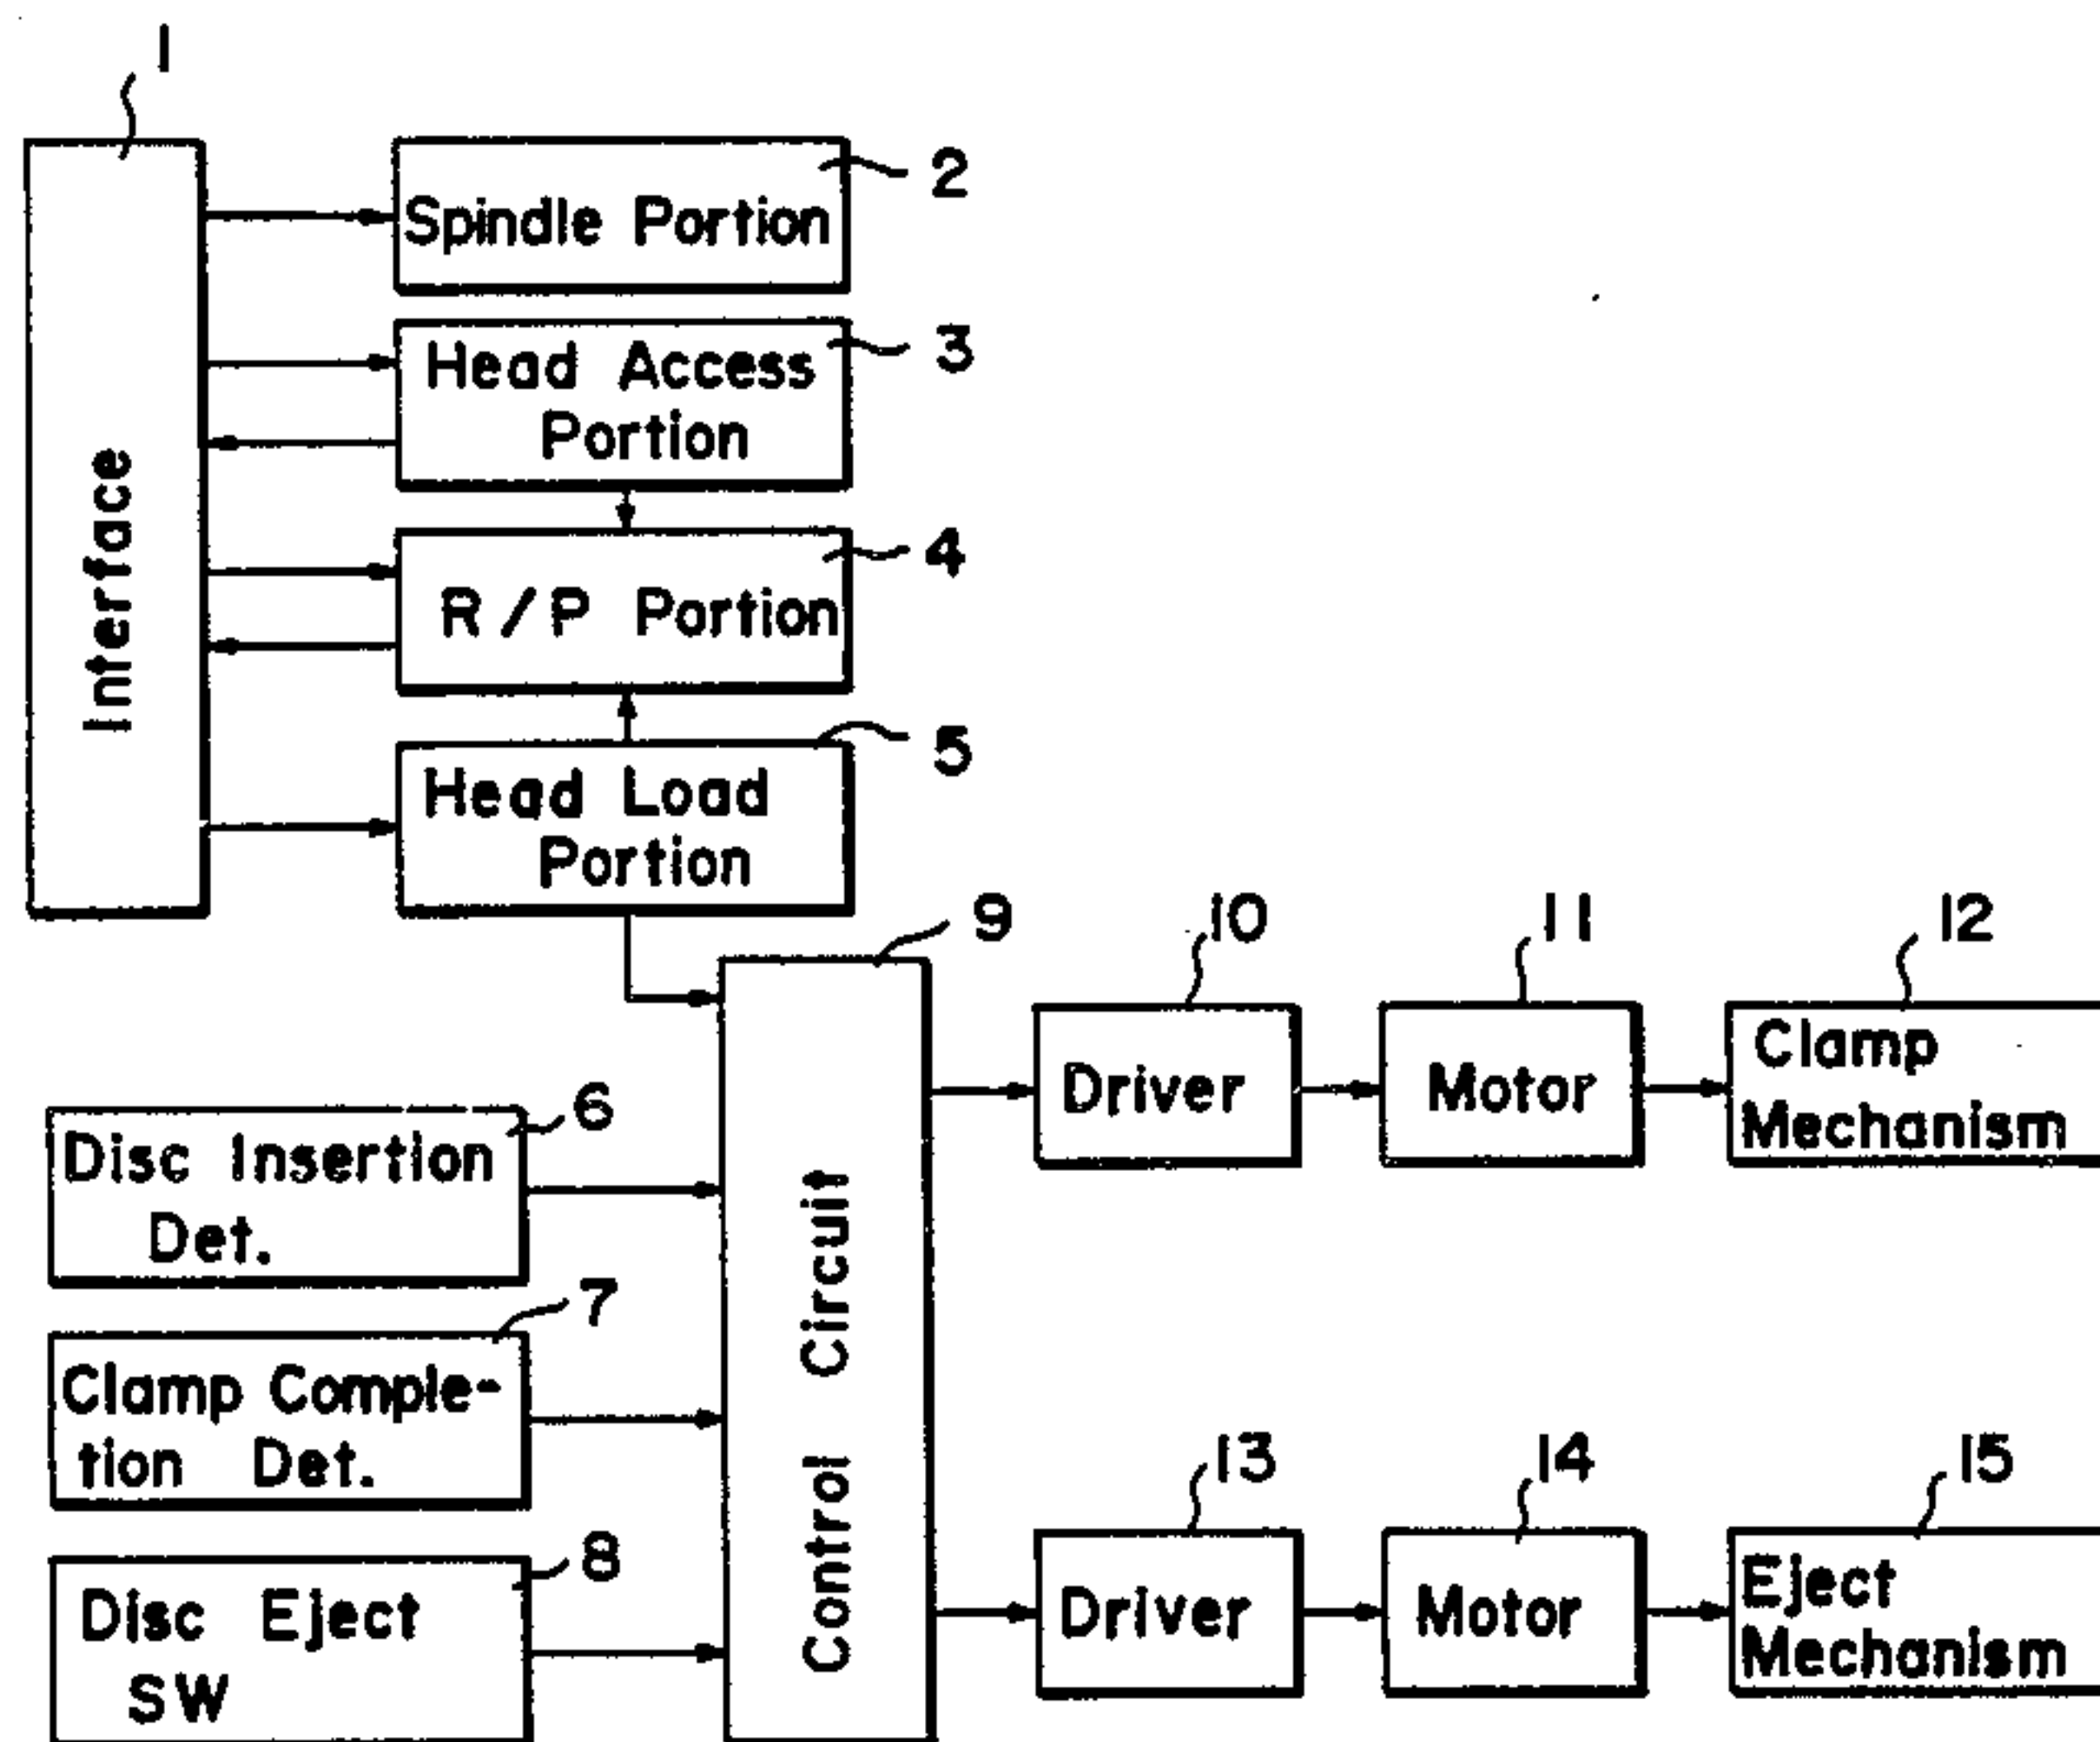 1
Interface
2
Spindle Portion
3
Head Access
Portion
4
R/P Portion
5
Head Load
Portion
6
Disc Insertion
Det.
7
Clamp Comple-
tion Det.
8
Disc Eject
SW
9
Control Circuit
10
Driver
11
Motor
12
Clamp
Mechanism
13
Driver
14
Motor
15
Eject
Mechanism